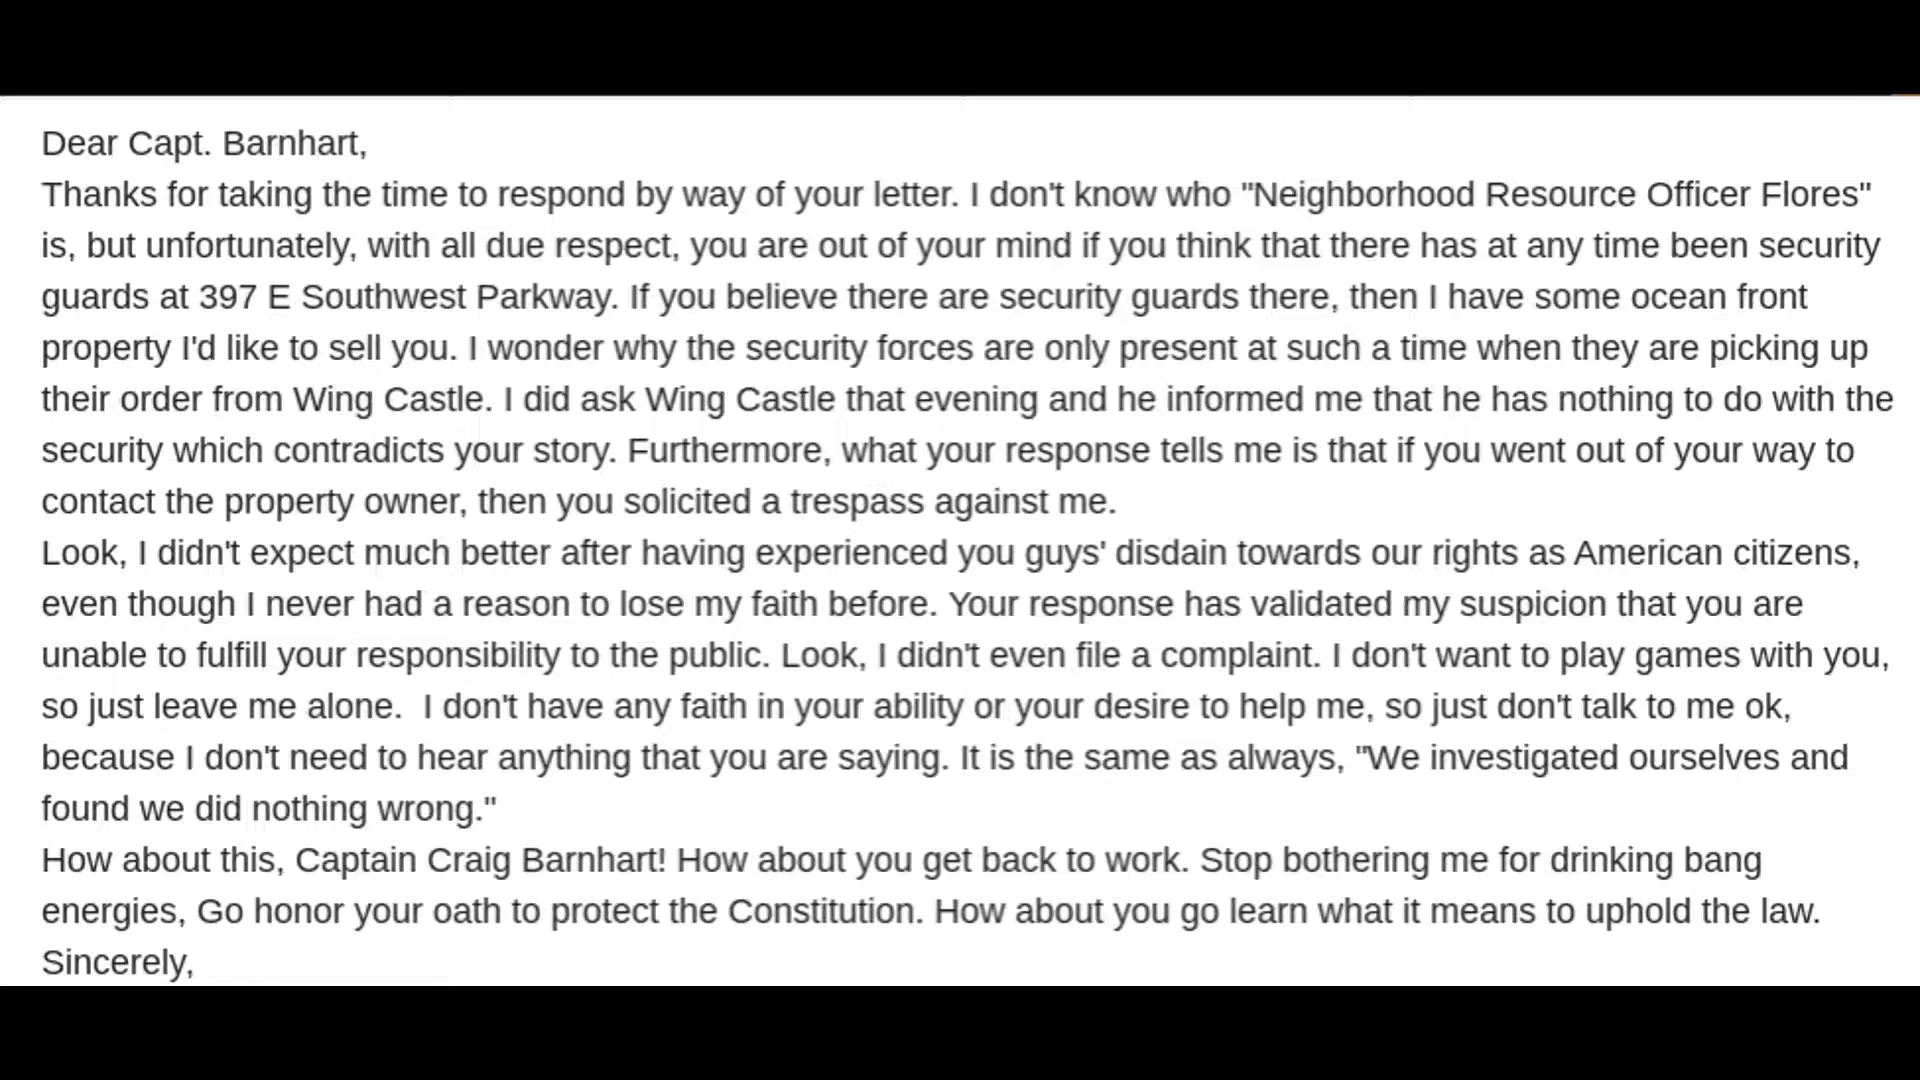 Dear Capt. Barnhart,
Thanks for taking the time to respond by way of your letter. I don't know who "Neighborhood Resource Officer Flores"
is, but unfortunately, with all due respect, you are out of your mind if you think that there has at any time been security
guards at 397 E Southwest Parkway. If you believe there are security guards there, then I have some ocean front
property I'd like to sell you. I wonder why the security forces are only present at such a time when they are picking up
their order from Wing Castle. I did ask Wing Castle that evening and he informed me that he has nothing to do with the
security which contradicts your story. Furthermore, what your response tells me is that if you went out of your way to
contact the property owner, then you solicited a trespass against me.
Look, I didn't expect much better after having experienced you guys' disdain towards our rights as American citizens,
even though I never had a reason to lose my faith before. Your response has validated my suspicion that you are
unable to fulfill your responsibility to the public. Look, I didn't even file a complaint. I don't want to play games with you,
so just leave me alone.  I don't have any faith in your ability or your desire to help me, so just don't talk to me ok,
because I don't need to hear anything that you are saying. It is the same as always, "We investigated ourselves and
found we did nothing wrong."
How about this, Captain Craig Barnhart! How about you get back to work. Stop bothering me for drinking bang
energies, Go honor your oath to protect the Constitution. How about you go learn what it means to uphold the law.
Sincerely,